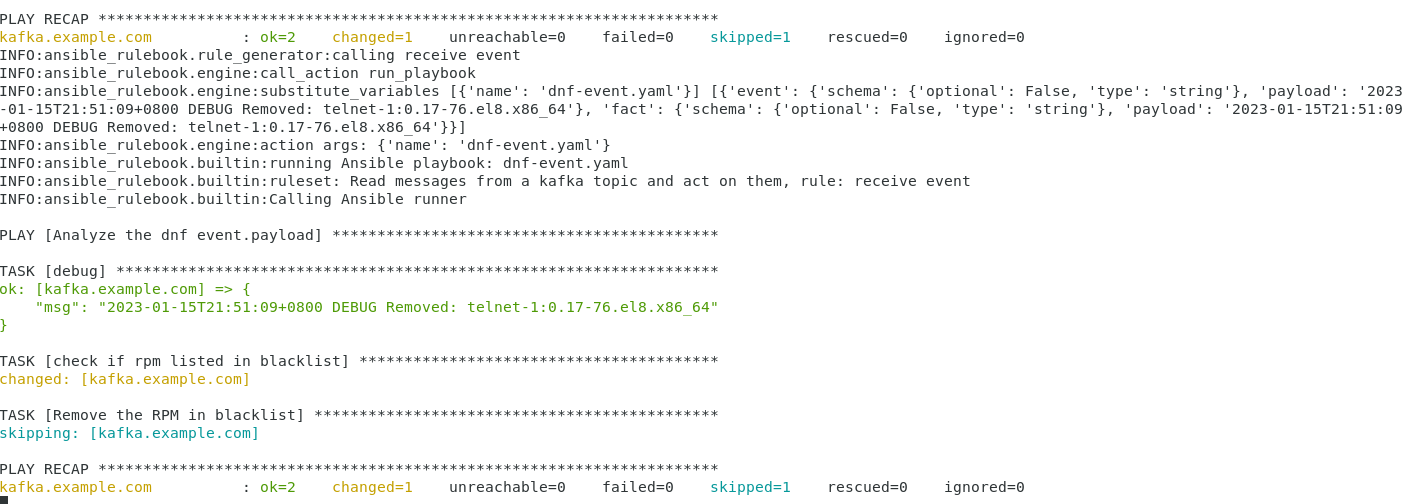 PLAY RECAP *********************************************************************
kafka.example.com          : ok=2    changed=1    unreachable=0    failed=0    skipped=1    rescued=0    ignored=0
INFO:ansible_rulebook.rule_generator:calling receive event
INFO:ansible_rulebook.engine:call_action run_playbook
INFO:ansible_rulebook.engine:substitute_variables [{'name': 'dnf-event.yaml'}] [{'event': {'schema': {'optional': False, 'type': 'string'}, 'payload': '2023
-01-15T21:51:09+0800 DEBUG Removed: telnet-1:0.17-76.el8.x86_64'}, 'fact': {'schema': {'optional': False, 'type': 'string'}, 'payload': '2023-01-15T21:51:09
+0800 DEBUG Removed: telnet-1:0.17-76.el8.x86_64'}}]
INFO:ansible_rulebook.engine:action args: {'name': 'dnf-event.yaml'}
INFO:ansible_rulebook.builtin:running Ansible playbook: dnf-event.yaml
INFO:ansible_rulebook.builtin:ruleset: Read messages from a kafka topic and act on them, rule: receive event
INFO:ansible_rulebook.builtin:Calling Ansible runner
PLAY [Analyze the dnf event.payload] *******************************************
TASK [debug] *******************************************************************
ok: [kafka.example.com] => {
    "msg": "2023-01-15T21:51:09+0800 DEBUG Removed: telnet-1:0.17-76.el8.x86_64"
}
TASK [check if rpm listed in blacklist] ****************************************
changed: [kafka.example.com]
TASK [Remove the RPM in blacklist] *********************************************
skipping: [kafka.example.com]
PLAY RECAP *********************************************************************
kafka.example.com          : ok=2    changed=1    unreachable=0    failed=0    skipped=1    rescued=0    ignored=0